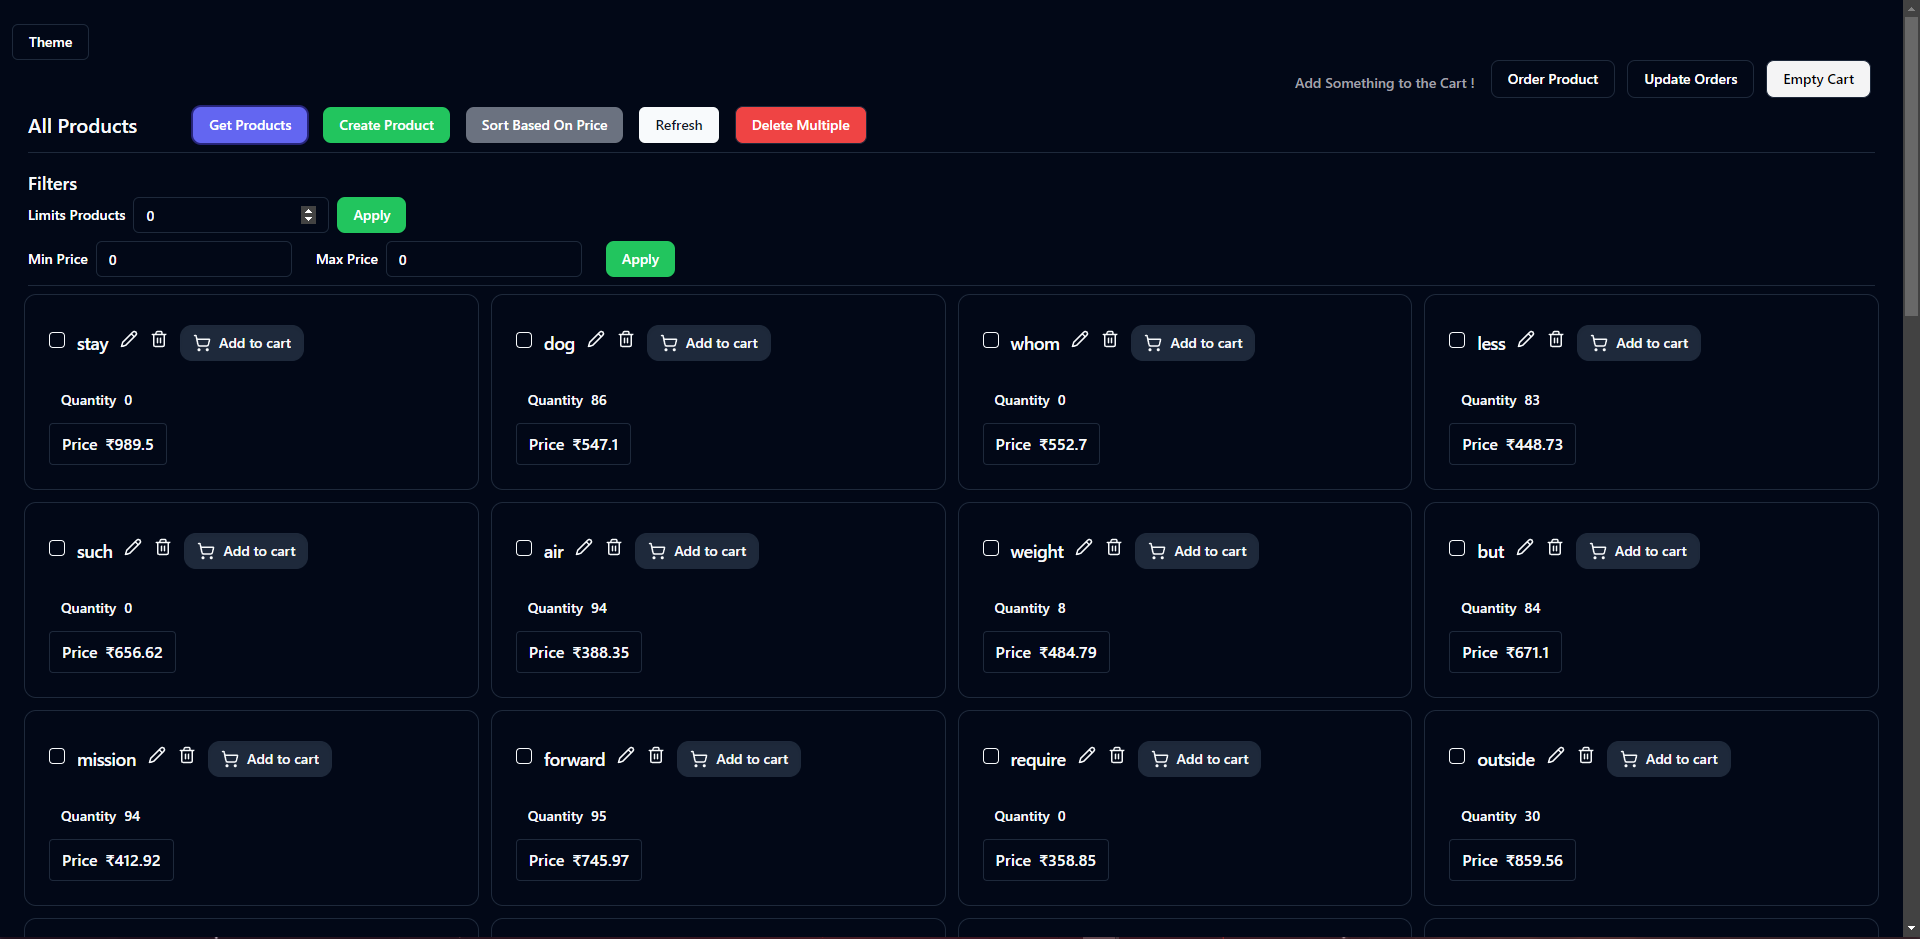 Theme
Add Something to the Cart ! Order Product Update Orders Empty Cart
All Products Get Products Create Product Sort Based On Price Refresh Delete Multiple
Filters
Limits Products 0 Apply
Min Price 0 Max Price 0 Apply
stay Add to cart dog Add to cart whom Add to cart less Add to cart
Quantity 0 Quantity 86 Quantity 0 Quantity 83
Price ₹989.5 Price ₹547.1 Price ₹552.7 Price ₹448.73
such Add to cart air Add to cart weight Add to cart but Add to cart
Quantity 0 Quantity 94 Quantity 8 Quantity 84
Price ₹656.62 Price ₹388.35 Price ₹484.79 Price ₹671.1
mission Add to cart forward Add to cart require Add to cart outside Add to cart
Quantity 94 Quantity 95 Quantity 0 Quantity 30
Price ₹412.92 Price ₹745.97 Price ₹358.85 Price ₹859.56